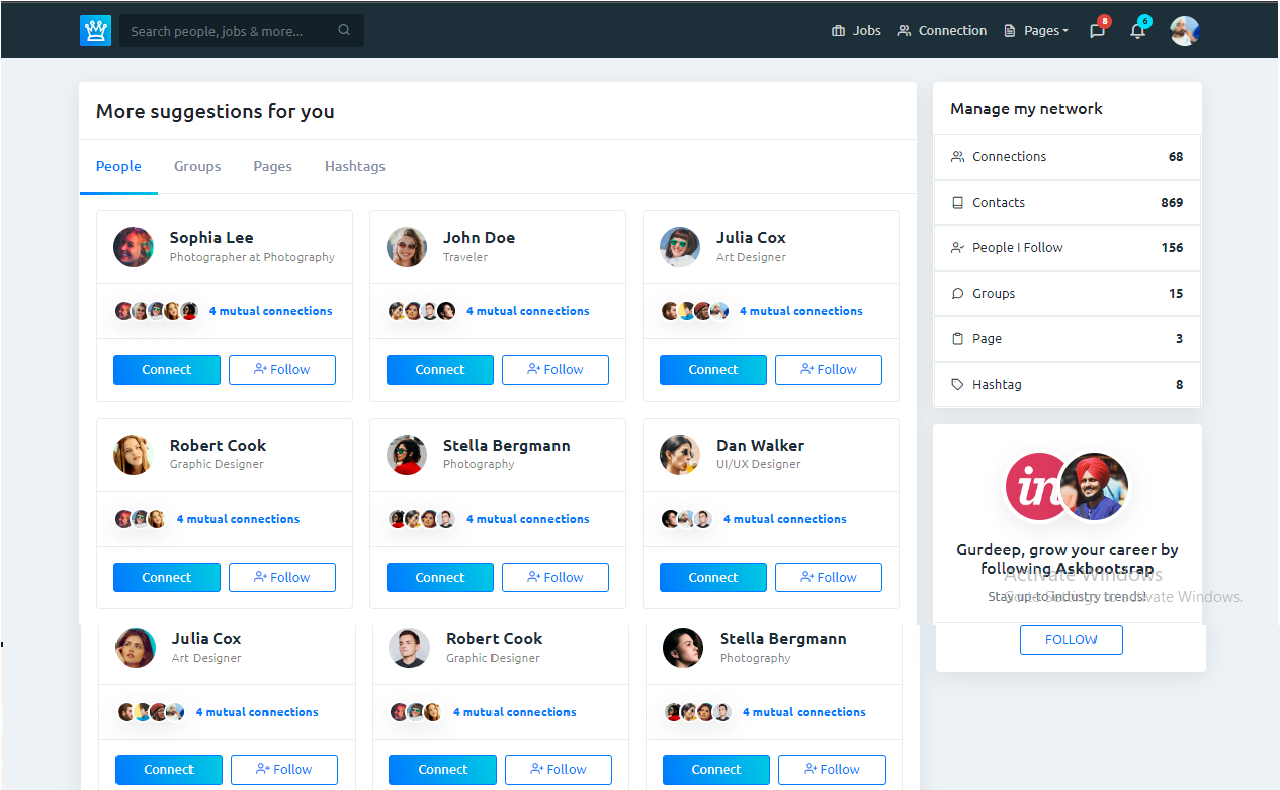 Search people, jobs & more...
Jobs
Connection
Pages
8
6
More suggestions for you
People
Groups
Pages
Hashtags
Sophia Lee
Photographer at Photography
4 mutual connections
Connect
Follow
John Doe
Traveler
4 mutual connections
Connect
Follow
Julia Cox
Art Designer
4 mutual connections
Connect
Follow
Robert Cook
Graphic Designer
4 mutual connections
Connect
Follow
Stella Bergmann
Photography
4 mutual connections
Connect
Follow
Dan Walker
UI/UX Designer
4 mutual connections
Connect
Follow
Julia Cox
Art Designer
4 mutual connections
Connect
Follow
Robert Cook
Graphic Designer
4 mutual connections
Connect
Follow
Stella Bergmann
Photography
4 mutual connections
Connect
Follow
Manage my network
Connections 68
Contacts 869
People I Follow 156
Groups 15
Page 3
Hashtag 8
in
Gurdeep, grow your career by
following Askbootsrap
Stay up-to industry trends!
FOLLOW
Activate Windows
Go to Settings to activate Windows.